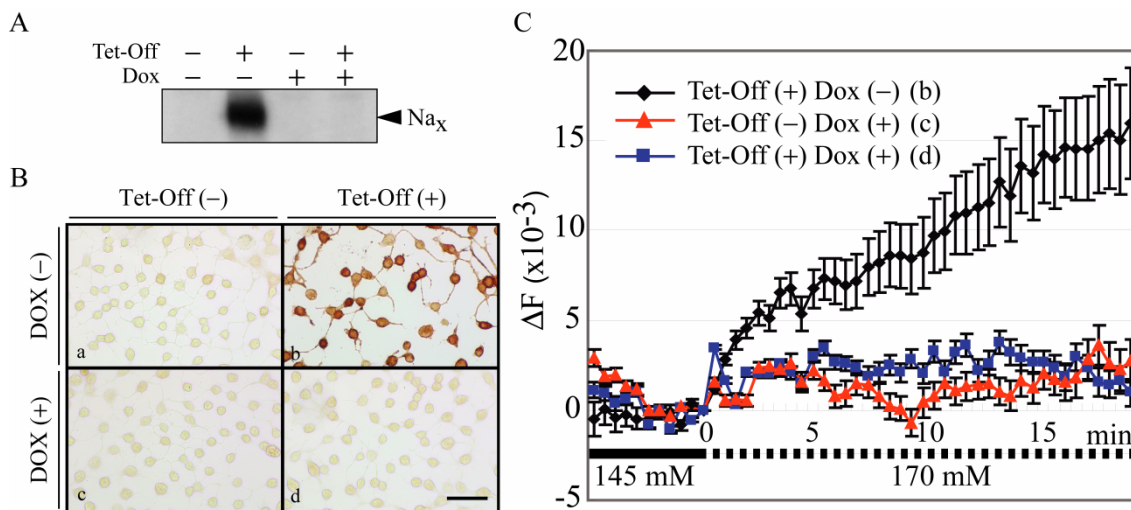 A
Tet-Off − + − +
Dox − − + +
Nax
B
Tet-Off (−) Tet-Off (+)
DOX (−)
a b
DOX (+)
c d
C
20
15
10
5
0
-5
ΔF (x10-3)
Tet-Off (+) Dox (−) (b)
Tet-Off (−) Dox (+) (c)
Tet-Off (+) Dox (+) (d)
0 5 10 15 min
145 mM 170 mM